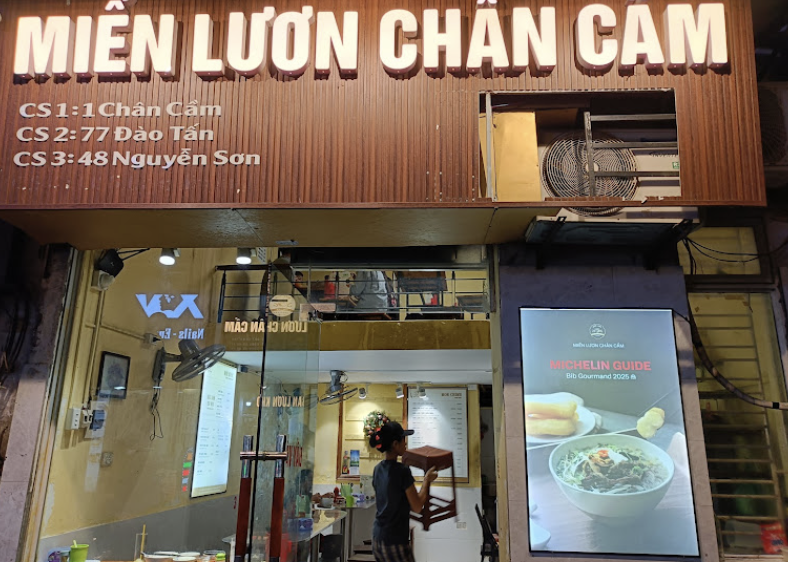 MIẾN LƯƠN CHÂN CẦM
CS 1: 1 Chân Cầm
CS 2: 77 Đào Tấn
CS 3: 48 Nguyễn Sơn
Nails - 
LƯƠN CHÂN CẦM
MIẾN LƯƠN CHÂN CẦM
MICHELIN GUIDE
Bib Gourmand 2025